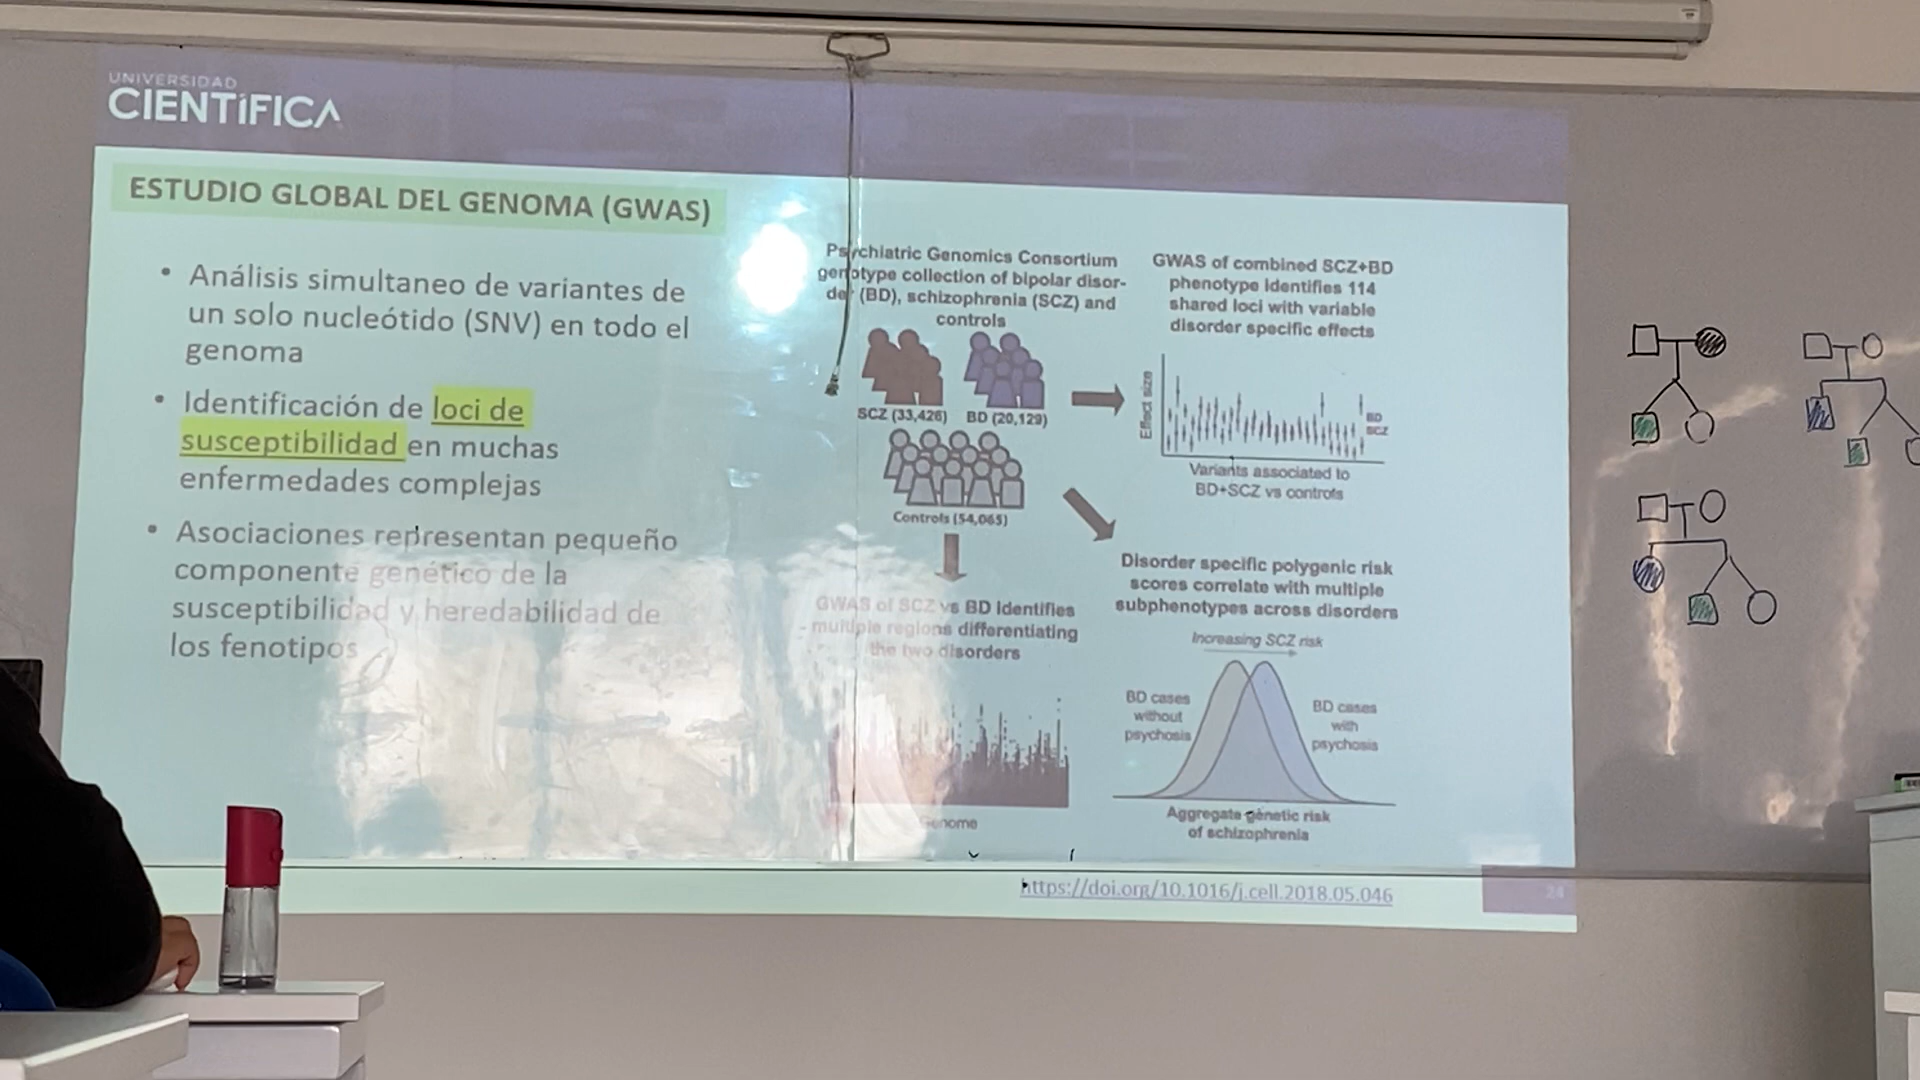 UNIVERSIDAD
CIENTÍFICA
ESTUDIO GLOBAL DEL GENOMA (GWAS)
• Análisis simultaneo de variantes de
un solo nucleótido (SNV) en todo el
genoma
• Identificación de loci de
susceptibilidad en muchas
enfermedades complejas
• Asociaciones representan pequeño
componente genético de la
susceptibilidad y heredabilidad de
los fenotipos
Psychiatric Genomics Consortium
genotype collection of bipolar disor-
der (BD), schizophrenia (SCZ) and
controls
SCZ (33,426) BD (20,129)
Controls (54,065)
GWAS of combined SCZ+BD
phenotype identifies 114
shared loci with variable
disorder specific effects
Effect size
BD
SCZ
Variants associated to
BD+SCZ vs controls
GWAS of SCZ vs BD identifies
multiple regions differentiating
the two disorders
Genome
Disorder specific polygenic risk
scores correlate with multiple
subphenotypes across disorders
Increasing SCZ risk
BD cases
without
psychosis
BD cases
with
psychosis
Aggregate genetic risk
of schizophrenia
https://doi.org/10.1016/j.cell.2018.05.046
24